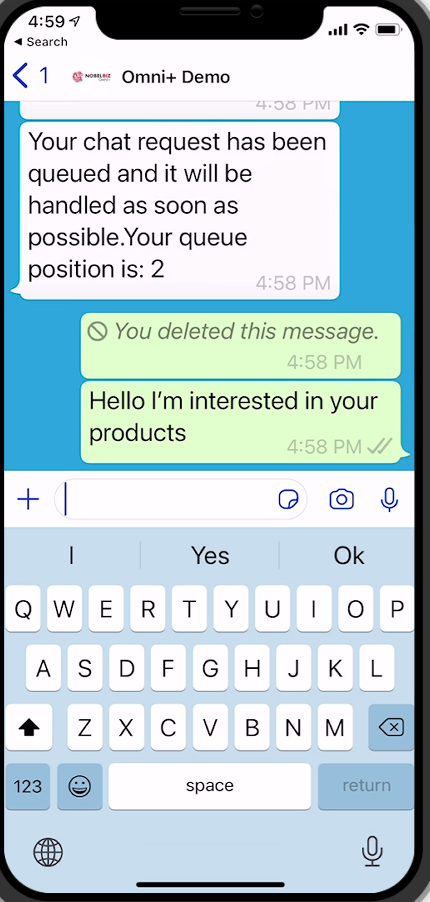 4:59
◀ Search
1
NOBELBIZ
Omni+ Demo
4:58 PM
Your chat request has been
queued and it will be
handled as soon as
possible.Your queue
position is: 2
4:58 PM
You deleted this message.
4:58 PM
Hello I'm interested in your
products
4:58 PM
I Yes Ok
Q W E R T Y U I O P
A S D F G H J K L
Z X C V B N M
123 space return